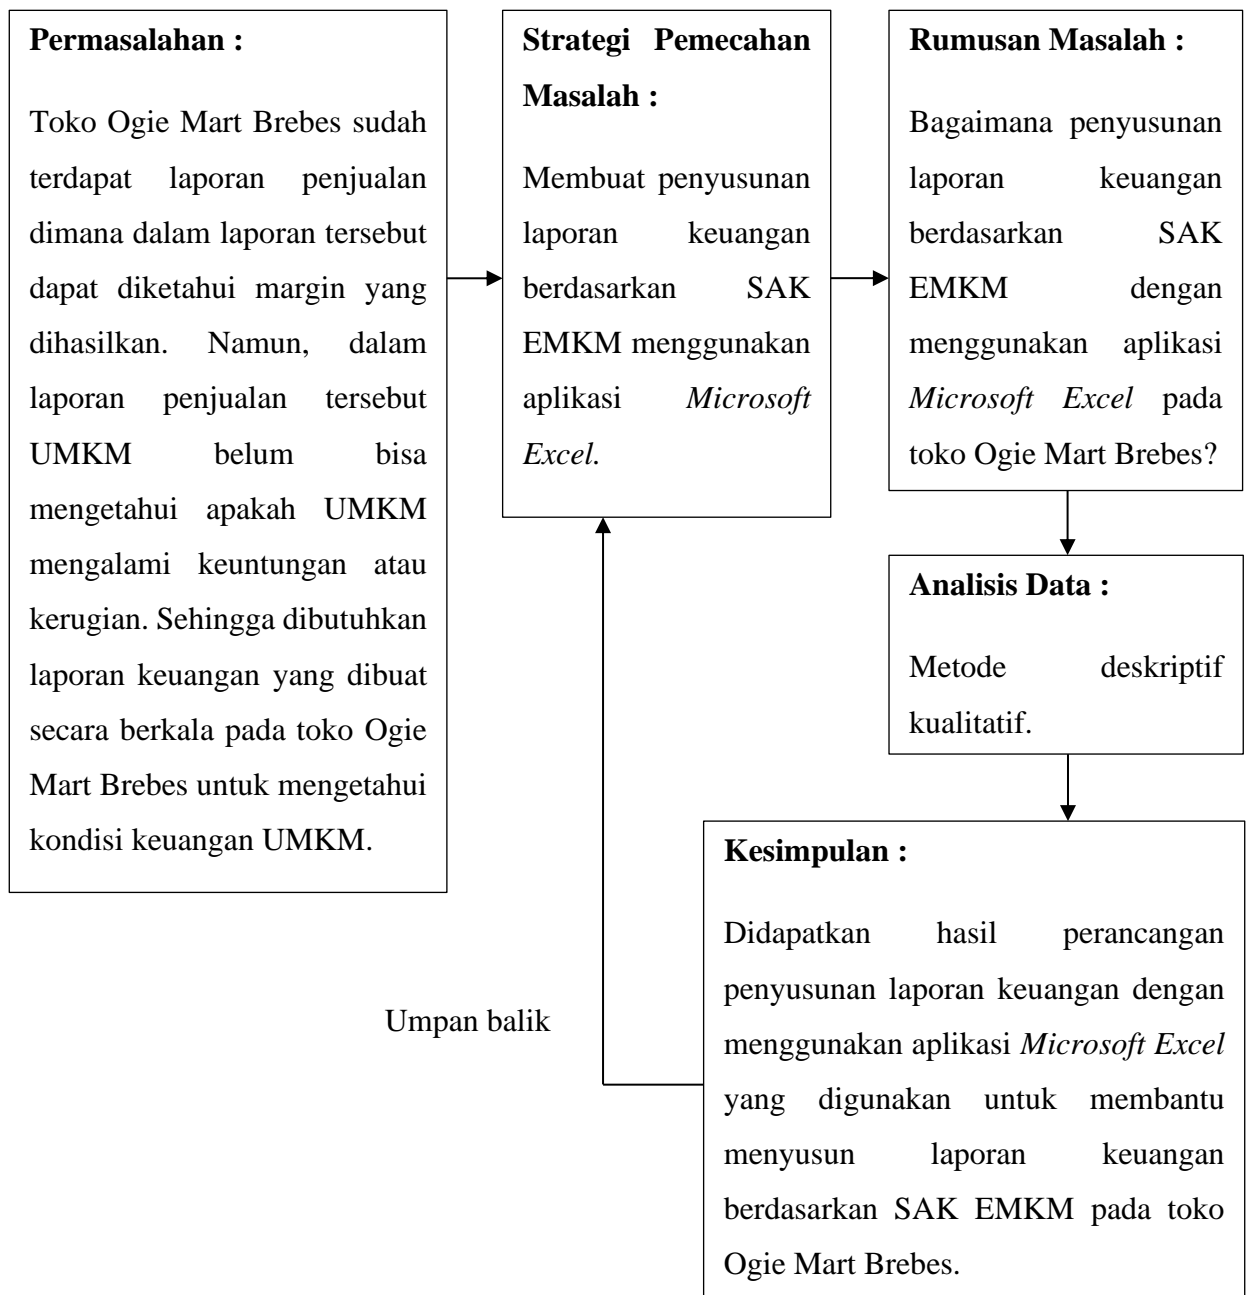 Permasalahan :
Toko Ogie Mart Brebes sudah
terdapat laporan penjualan
dimana dalam laporan tersebut
dapat diketahui margin yang
dihasilkan. Namun, dalam
laporan penjualan tersebut
UMKM belum bisa
mengetahui apakah UMKM
mengalami keuntungan atau
kerugian. Sehingga dibutuhkan
laporan keuangan yang dibuat
secara berkala pada toko Ogie
Mart Brebes untuk mengetahui
kondisi keuangan UMKM.
Strategi Pemecahan
Masalah :
Membuat penyusunan
laporan keuangan
berdasarkan SAK
EMKM menggunakan
aplikasi Microsoft
Excel.
Rumusan Masalah :
Bagaimana penyusunan
laporan keuangan
berdasarkan SAK
EMKM dengan
menggunakan aplikasi
Microsoft Excel pada
toko Ogie Mart Brebes?
Analisis Data :
Metode deskriptif
kualitatif.
Kesimpulan :
Didapatkan hasil perancangan
penyusunan laporan keuangan dengan
menggunakan aplikasi Microsoft Excel
yang digunakan untuk membantu
menyusun laporan keuangan
berdasarkan SAK EMKM pada toko
Ogie Mart Brebes.
Umpan balik